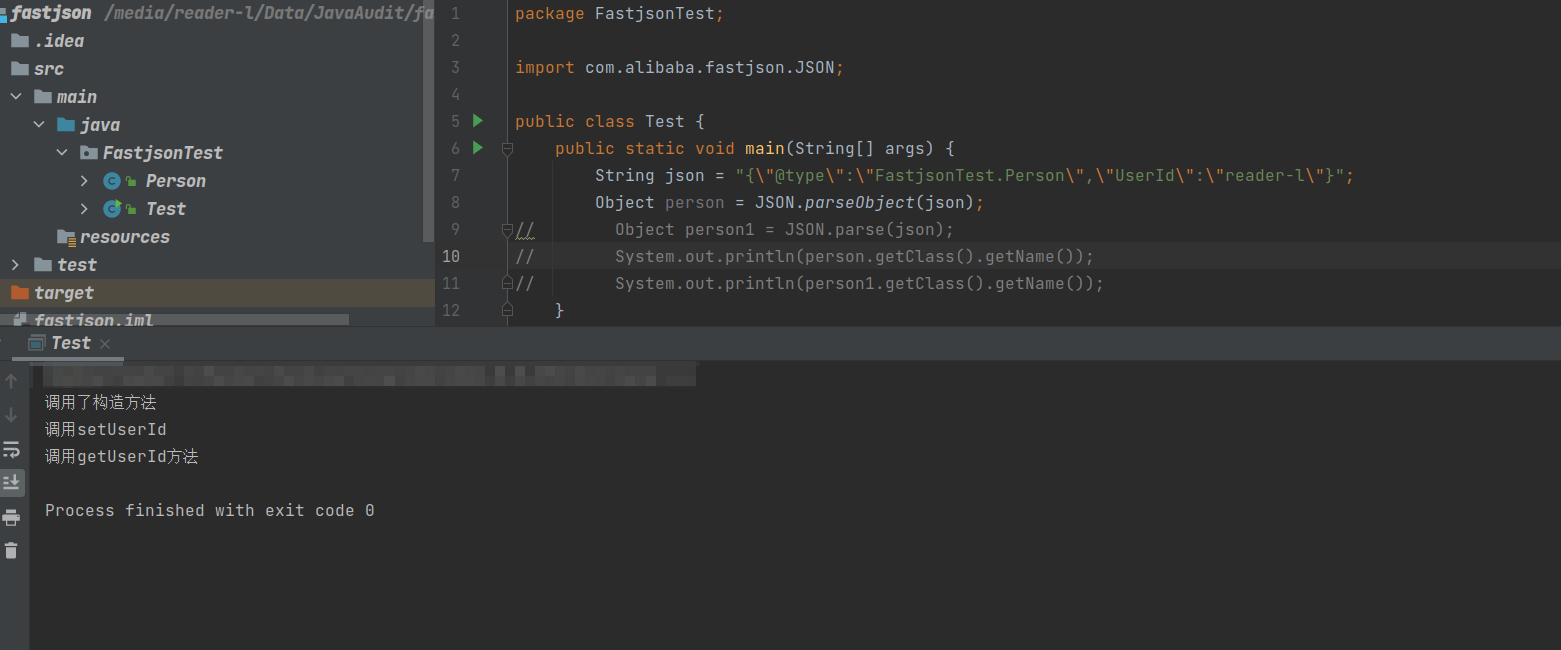 fastjson /media/reader-l/Data/JavaAudit/fa
.idea
src
main
java
FastjsonTest
Person
Test
resources
test
target
fastjson.iml
1 package FastjsonTest;
2
3 import com.alibaba.fastjson.JSON;
4
5 public class Test {
6 public static void main(String[] args) {
7 String json = "{\"@type\":\"FastjsonTest.Person\",\"UserId\":\"reader-l\"}";
8 Object person = JSON.parseObject(json);
9 // Object person1 = JSON.parse(json);
10 // System.out.println(person.getClass().getName());
11 // System.out.println(person1.getClass().getName());
12 }
Test
调用了构造方法
调用setUserId
调用getUserId方法
Process finished with exit code 0